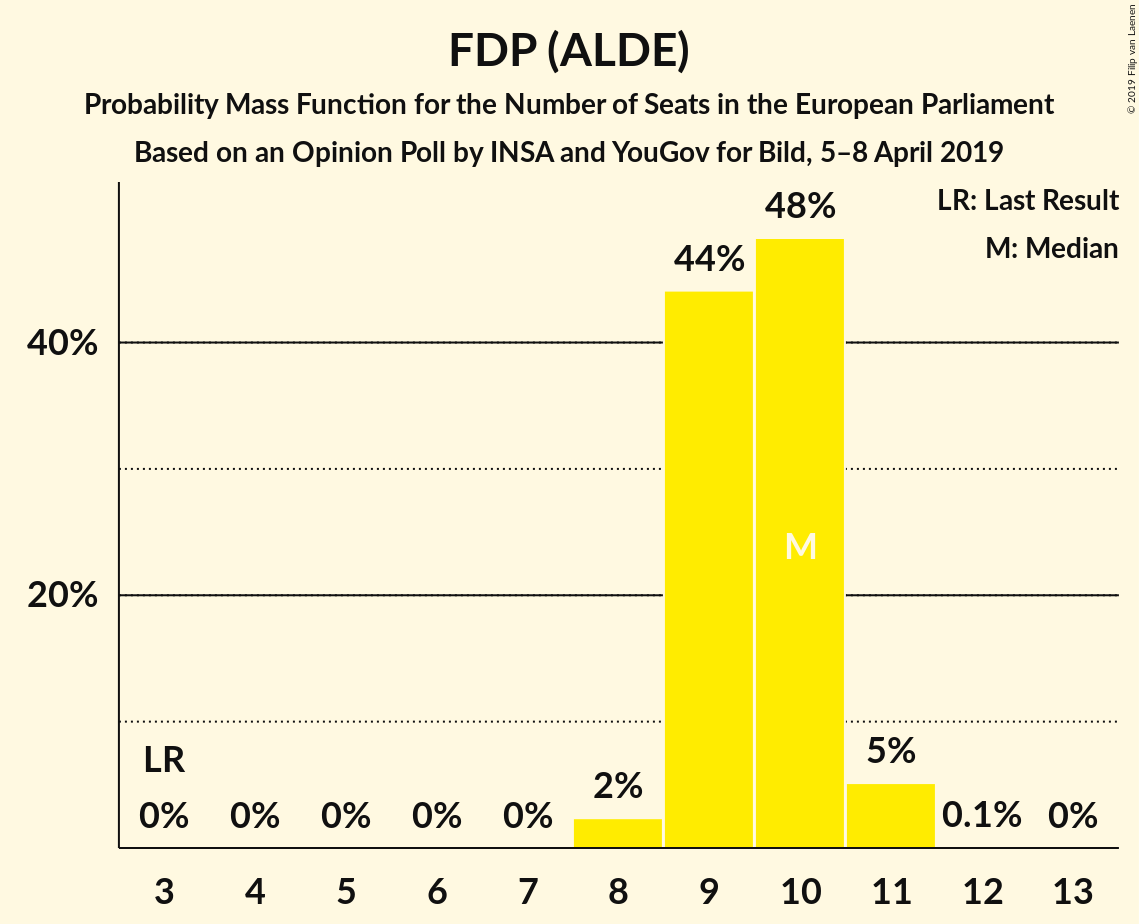 FDP (ALDE)
Probability Mass Function for the Number of Seats in the European Parliament
Based on an Opinion Poll by INSA and YouGov for Bild, 5–8 April 2019
© 2019 Filip van Laenen
LR: Last Result
M: Median
48%
44%
40%
M
20%
LR
5%
2%
0% 0% 0% 0% 0% 0.1% 0%
3 4 5 6 7 8 9 10 11 12 13